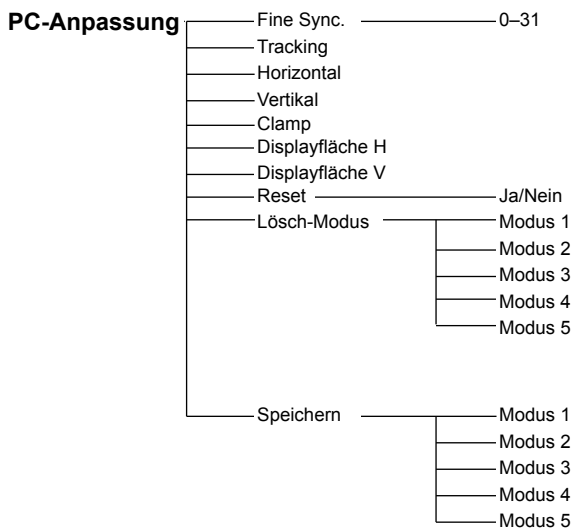 PC-Anpassung Fine Sync. 0–31
Tracking
Horizontal
Vertikal
Clamp
Displayfläche H
Displayfläche V
Reset Ja/Nein
Lösch-Modus Modus 1
Modus 2
Modus 3
Modus 4
Modus 5
Speichern Modus 1
Modus 2
Modus 3
Modus 4
Modus 5